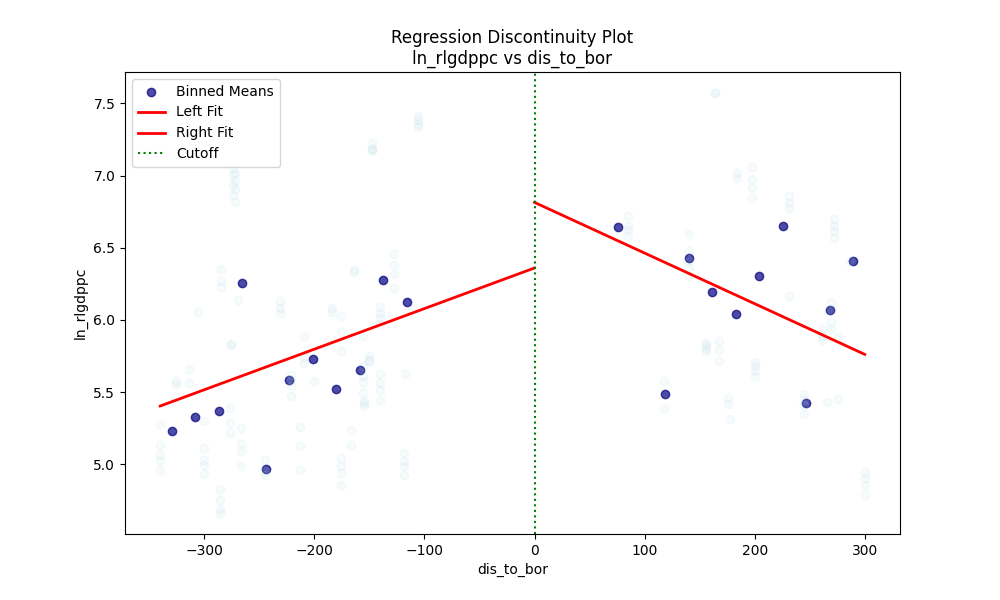 Regression Discontinuity Plot
ln_rlgdppc vs dis_to_bor
Binned Means
Left Fit
Right Fit
Cutoff
7.5
7.0
6.5
6.0
5.5
5.0
ln_rlgdppc
−300
−200
−100
0
100
200
300
dis_to_bor